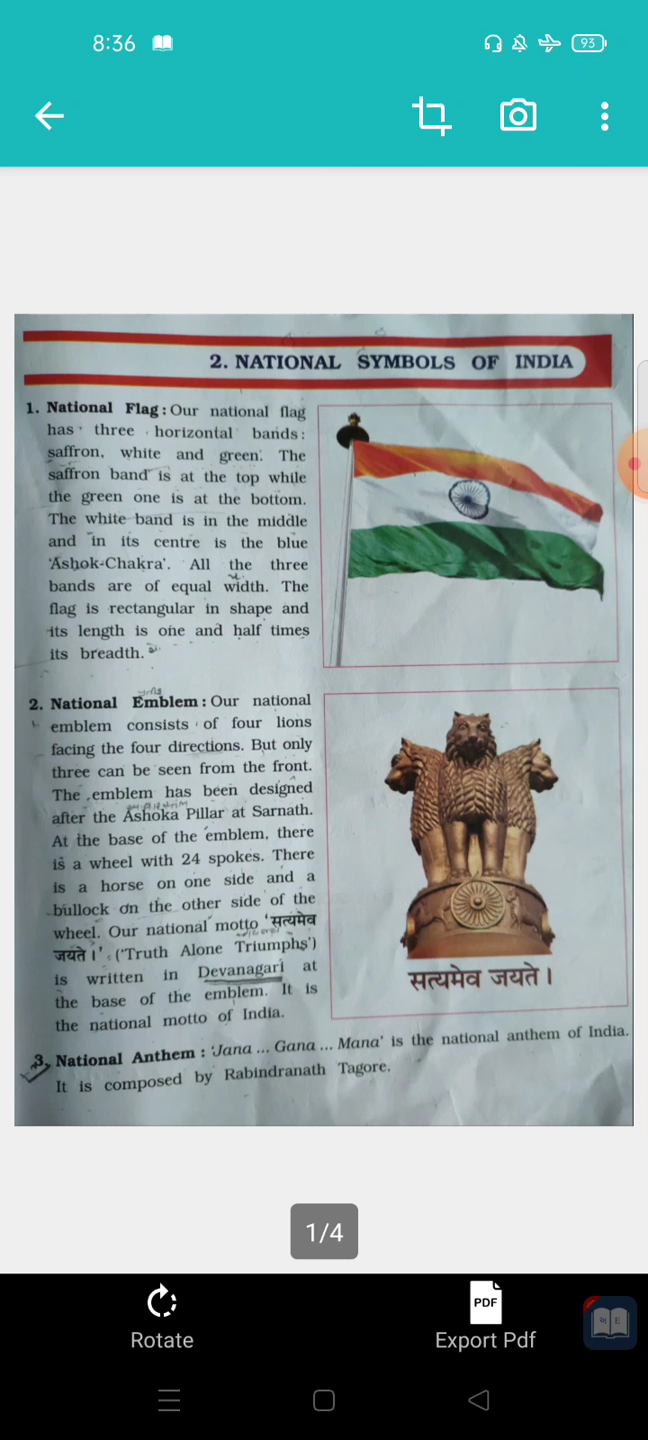 8:36
93
2. NATIONAL SYMBOLS OF INDIA
1. National Flag : Our national flag
has three horizontal bands:
saffron, white and green. The
saffron band is at the top while
the green one is at the bottom.
The white band is in the middle
and in its centre is the blue
'Ashok-Chakra'. All the three
bands are of equal width. The
flag is rectangular in shape and
its length is one and half times
its breadth.
2. National Emblem : Our national
emblem consists of four lions
facing the four directions. But only
three can be seen from the front.
The emblem has been designed
after the Ashoka Pillar at Sarnath.
At the base of the emblem, there
is a wheel with 24 spokes. There
is a horse on one side and a
bullock on the other side of the
wheel. Our national motto 'सत्यमेव
जयते।' ('Truth Alone Triumphs')
is written in Devanagari at
the base of the emblem. It is
the national motto of India.
सत्यमेव जयते।
3. National Anthem : 'Jana ... Gana ... Mana' is the national anthem of India.
It is composed by Rabindranath Tagore.
1/4
Rotate
PDF
Export Pdf
અ E